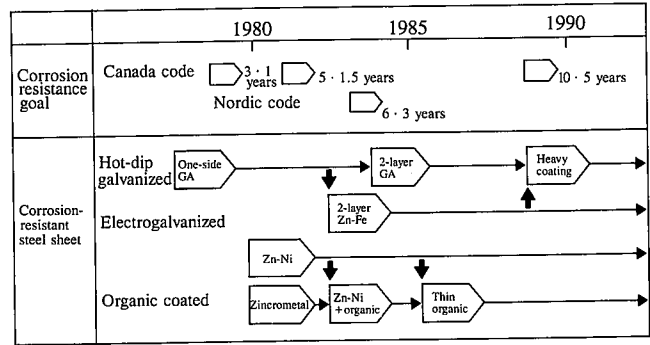 1980 1985 1990
Corrosion
resistance
goal
Canada code
3 · 1
years
5 · 1.5 years
10 · 5 years
Nordic code
6 · 3 years
Corrosion-
resistant
steel sheet
Hot-dip
galvanized
One-side
GA
2-layer
GA
Heavy
coating
Electrogalvanized
2-layer
Zn-Fe
Zn-Ni
Organic coated
Zincrometal
Zn-Ni
+organic
Thin
organic